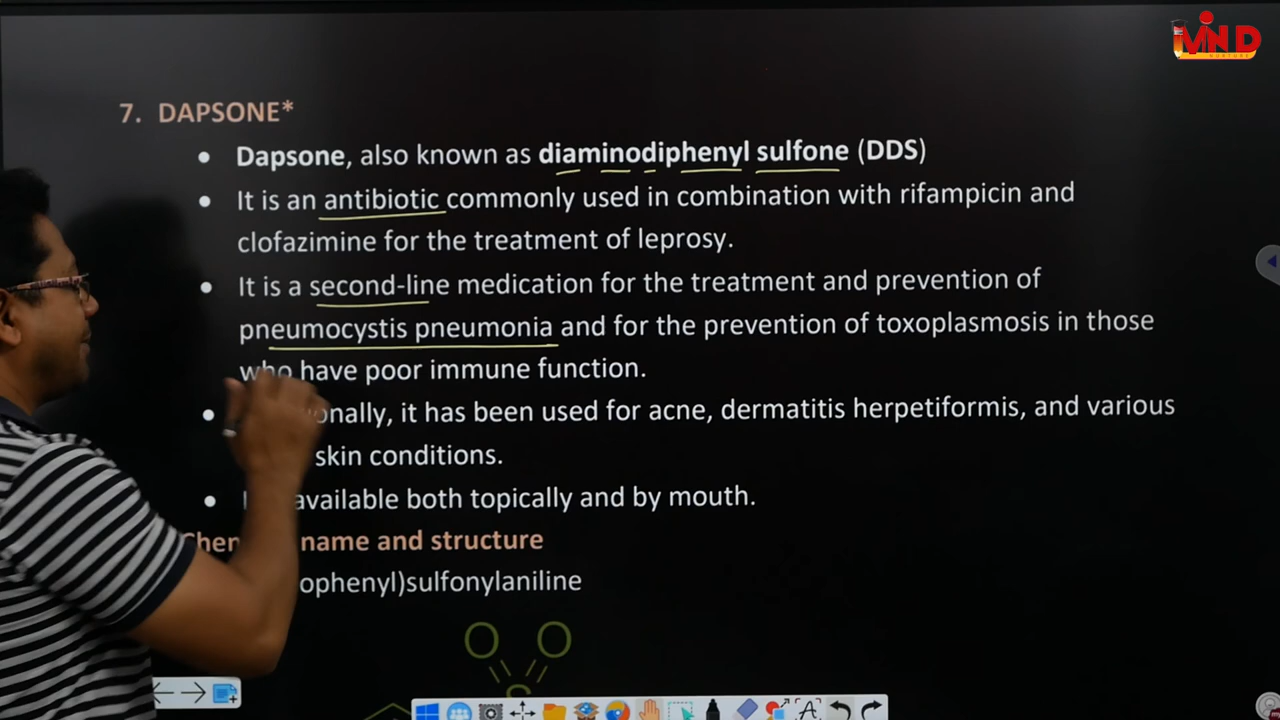 MIND
7. DAPSONE*
• Dapsone, also known as diaminodiphenyl sulfone (DDS)
• It is an antibiotic commonly used in combination with rifampicin and
clofazimine for the treatment of leprosy.
• It is a second-line medication for the treatment and prevention of
pneumocystis pneumonia and for the prevention of toxoplasmosis in those
who have poor immune function.
• onally, it has been used for acne, dermatitis herpetiformis, and various
skin conditions.
• available both topically and by mouth.
Chem name and structure
ophenyl)sulfonylaniline
O O
S